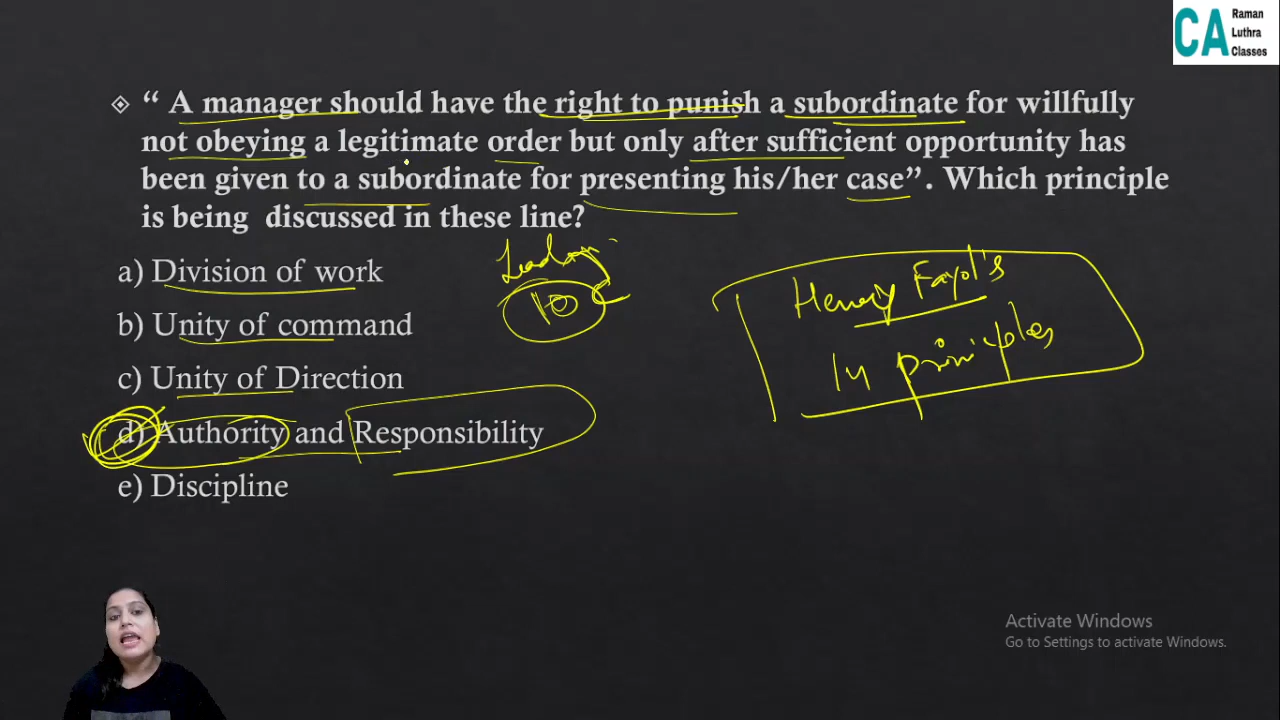 CA
Raman
Luthra
Classes
“ A manager should have the right to punish a subordinate for willfully
not obeying a legitimate order but only after sufficient opportunity has
been given to a subordinate for presenting his/her case”. Which principle
is being  discussed in these line?
a) Division of work
b) Unity of command
c) Unity of Direction
d) Authority and Responsibility
e) Discipline
10
Henry Fayol's
14 principles
Activate Windows
Go to Settings to activate Windows.